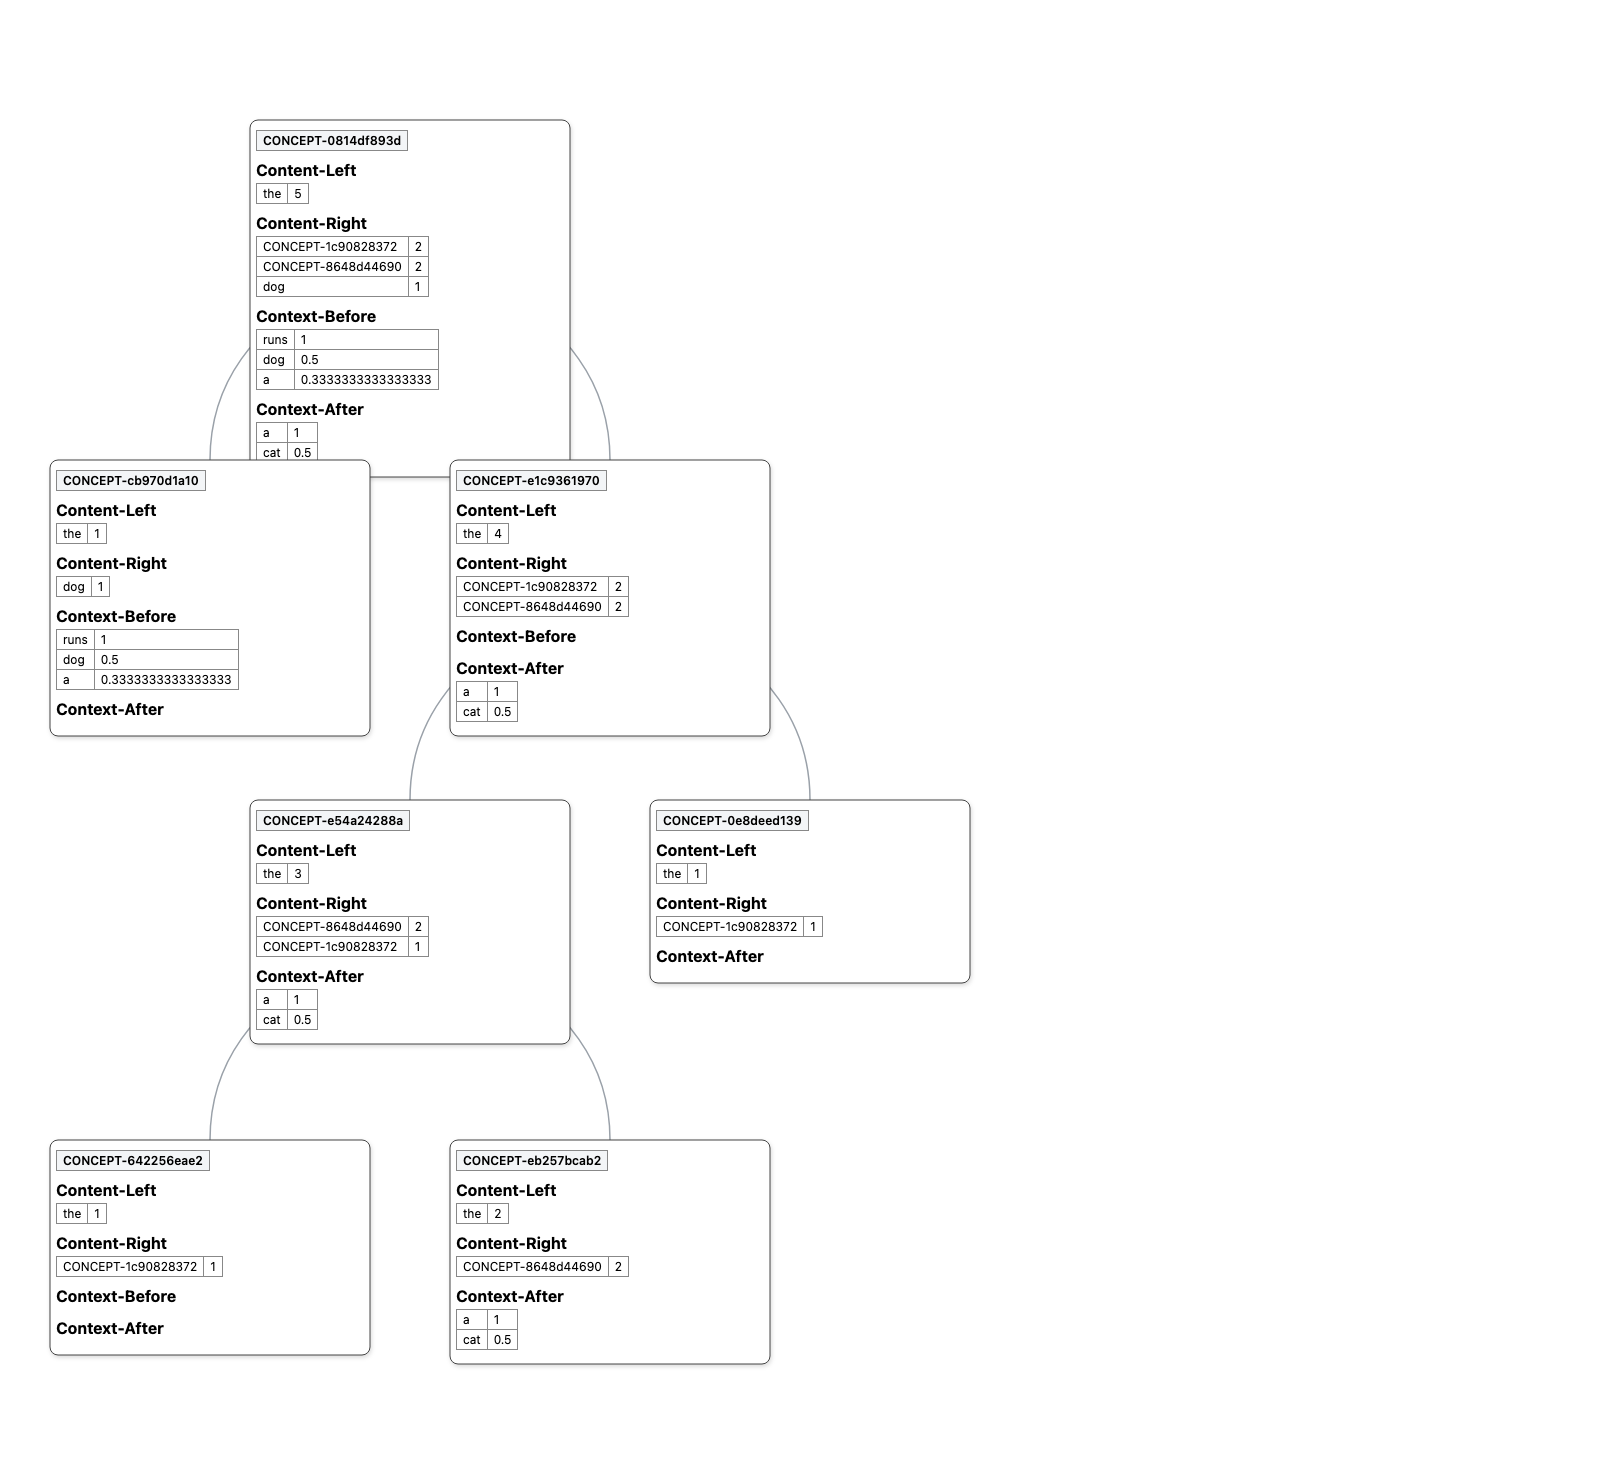 CONCEPT-0814df893d
Content-Left
the 5
Content-Right
CONCEPT-1c90828372 2
CONCEPT-8648d44690 2
dog 1
Context-Before
runs 1
dog 0.5
a 0.3333333333333333
Context-After
a 1
cat 0.5
CONCEPT-cb970d1a10
Content-Left
the 1
Content-Right
dog 1
Context-Before
runs 1
dog 0.5
a 0.3333333333333333
Context-After
CONCEPT-e1c9361970
Content-Left
the 4
Content-Right
CONCEPT-1c90828372 2
CONCEPT-8648d44690 2
Context-Before
Context-After
a 1
cat 0.5
CONCEPT-e54a24288a
Content-Left
the 3
Content-Right
CONCEPT-8648d44690 2
CONCEPT-1c90828372 1
Context-After
a 1
cat 0.5
CONCEPT-0e8deed139
Content-Left
the 1
Content-Right
CONCEPT-1c90828372 1
Context-After
CONCEPT-642256eae2
Content-Left
the 1
Content-Right
CONCEPT-1c90828372 1
Context-Before
Context-After
CONCEPT-eb257bcab2
Content-Left
the 2
Content-Right
CONCEPT-8648d44690 2
Context-After
a 1
cat 0.5